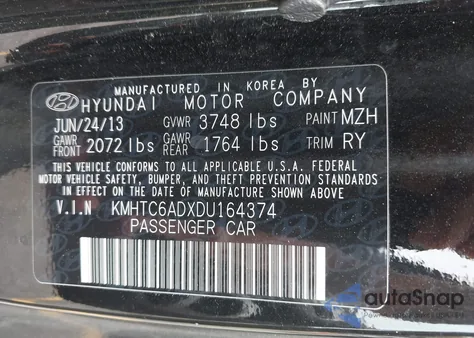 MANUFACTURED IN KOREA BY
HYUNDAI MOTOR COMPANY
JUN/24/13 GVWR 3748 lbs PAINT MZH
GAWR FRONT 2072 lbs GAWR REAR 1764 lbs TRIM RY
THIS VEHICLE CONFORMS TO ALL APPLICABLE U.S.A. FEDERAL
MOTOR VEHICLE SAFETY, BUMPER, AND THEFT PREVENTION STANDARDS
IN EFFECT ON THE DATE OF MANUFACTURE SHOWN ABOVE.
V.I.N KMHTC6ADXDU164374
PASSENGER CAR
autoSnap